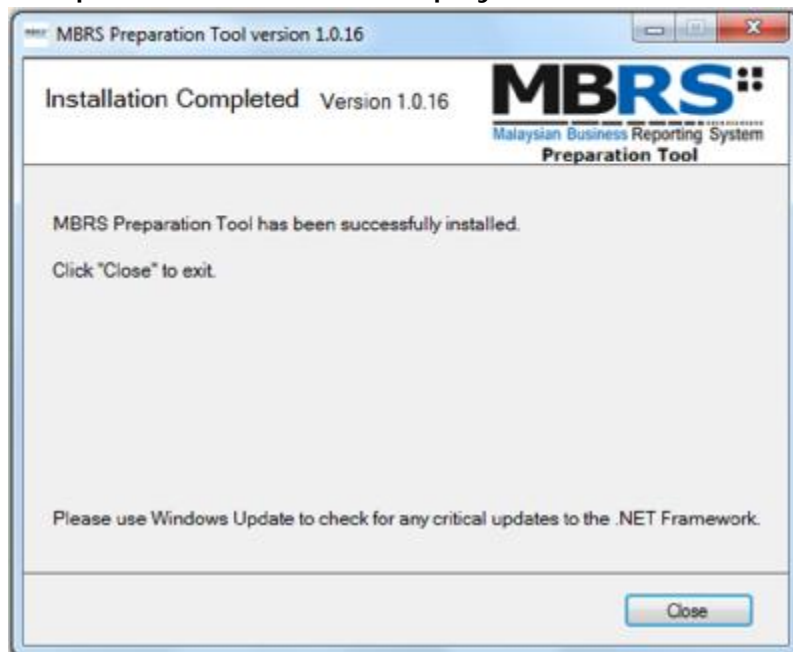 MBRS Preparation Tool version 1.0.16
Installation Completed Version 1.0.16
MBRS
Malaysian Business Reporting System
Preparation Tool
MBRS Preparation Tool has been successfully installed.
Click "Close" to exit.
Please use Windows Update to check for any critical updates to the .NET Framework.
Close